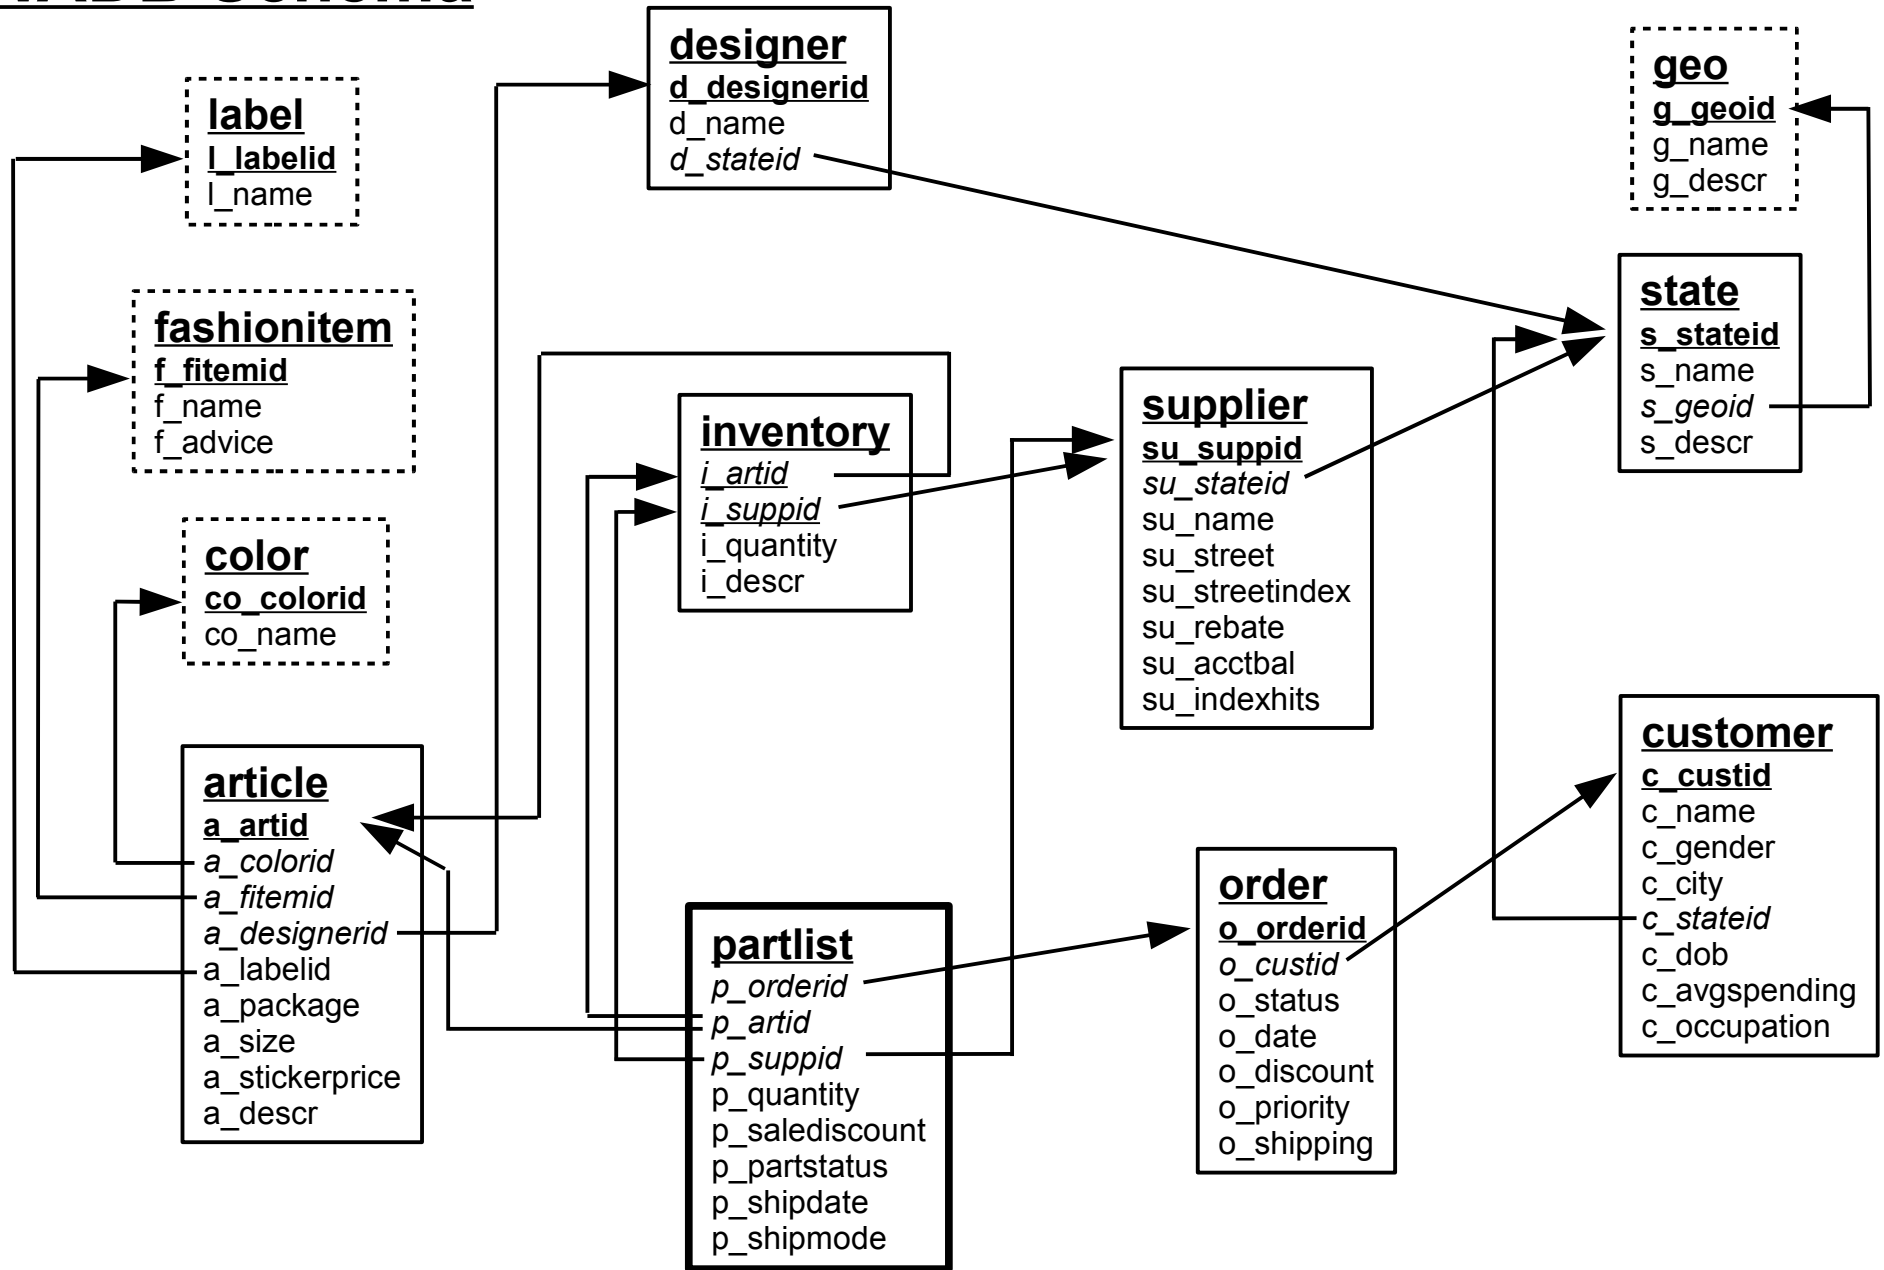 designer
d_designerid
d_name
d_stateid
geo
g_geoid
g_name
g_descr
label
l_labelid
l_name
state
s_stateid
s_name
s_geoid
s_descr
fashionitem
f_fitemid
f_name
f_advice
inventory
i_artid
i_suppid
i_quantity
i_descr
supplier
su_suppid
su_stateid
su_name
su_street
su_streetindex
su_rebate
su_acctbal
su_indexhits
color
co_colorid
co_name
customer
c_custid
c_name
c_gender
c_city
c_stateid
c_dob
c_avgspending
c_occupation
article
a_artid
a_colorid
a_fitemid
a_designerid
a_labelid
a_package
a_size
a_stickerprice
a_descr
order
o_orderid
o_custid
o_status
o_date
o_discount
o_priority
o_shipping
partlist
p_orderid
p_artid
p_suppid
p_quantity
p_salediscount
p_partstatus
p_shipdate
p_shipmode